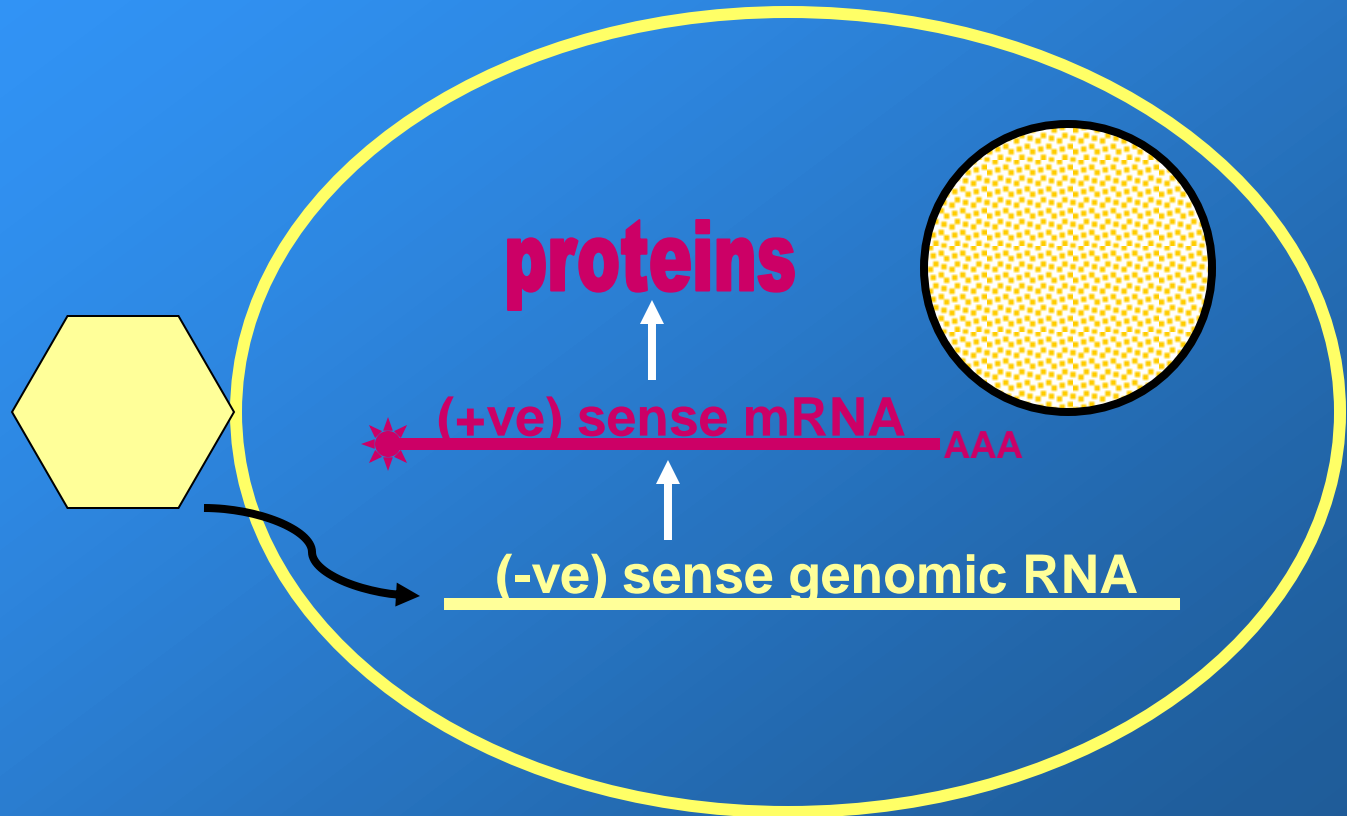 proteins
(+ve) sense mRNA
AAA
(-ve) sense genomic RNA